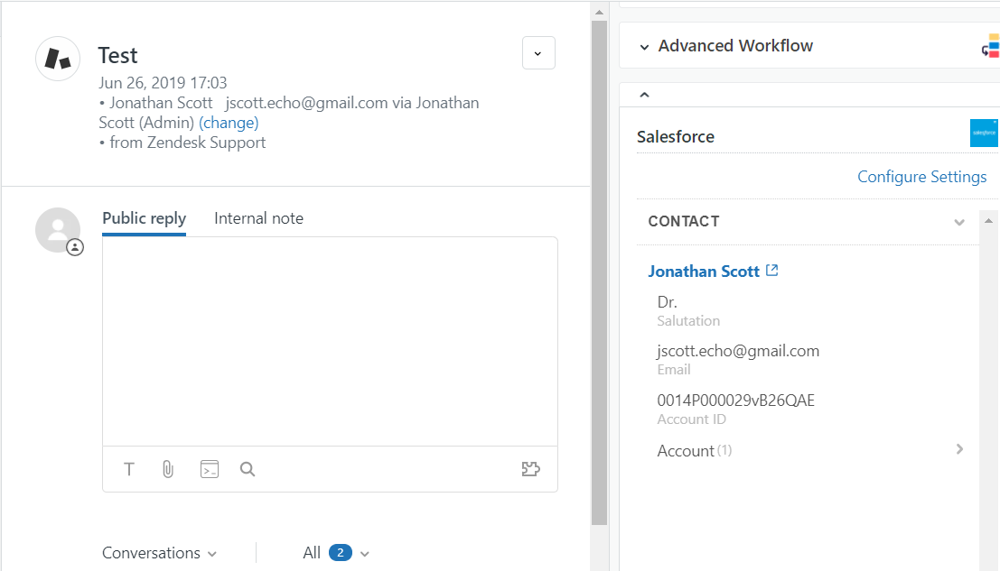 Test
Jun 26, 2019 17:03
• Jonathan Scott jscott.echo@gmail.com via Jonathan
Scott (Admin) (change)
• from Zendesk Support
Public reply Internal note
T
Conversations
All 2
Advanced Workflow
Salesforce
salesforce
Configure Settings
CONTACT
Jonathan Scott
Dr.
Salutation
jscott.echo@gmail.com
Email
0014P000029vB26QAE
Account ID
Account (1)